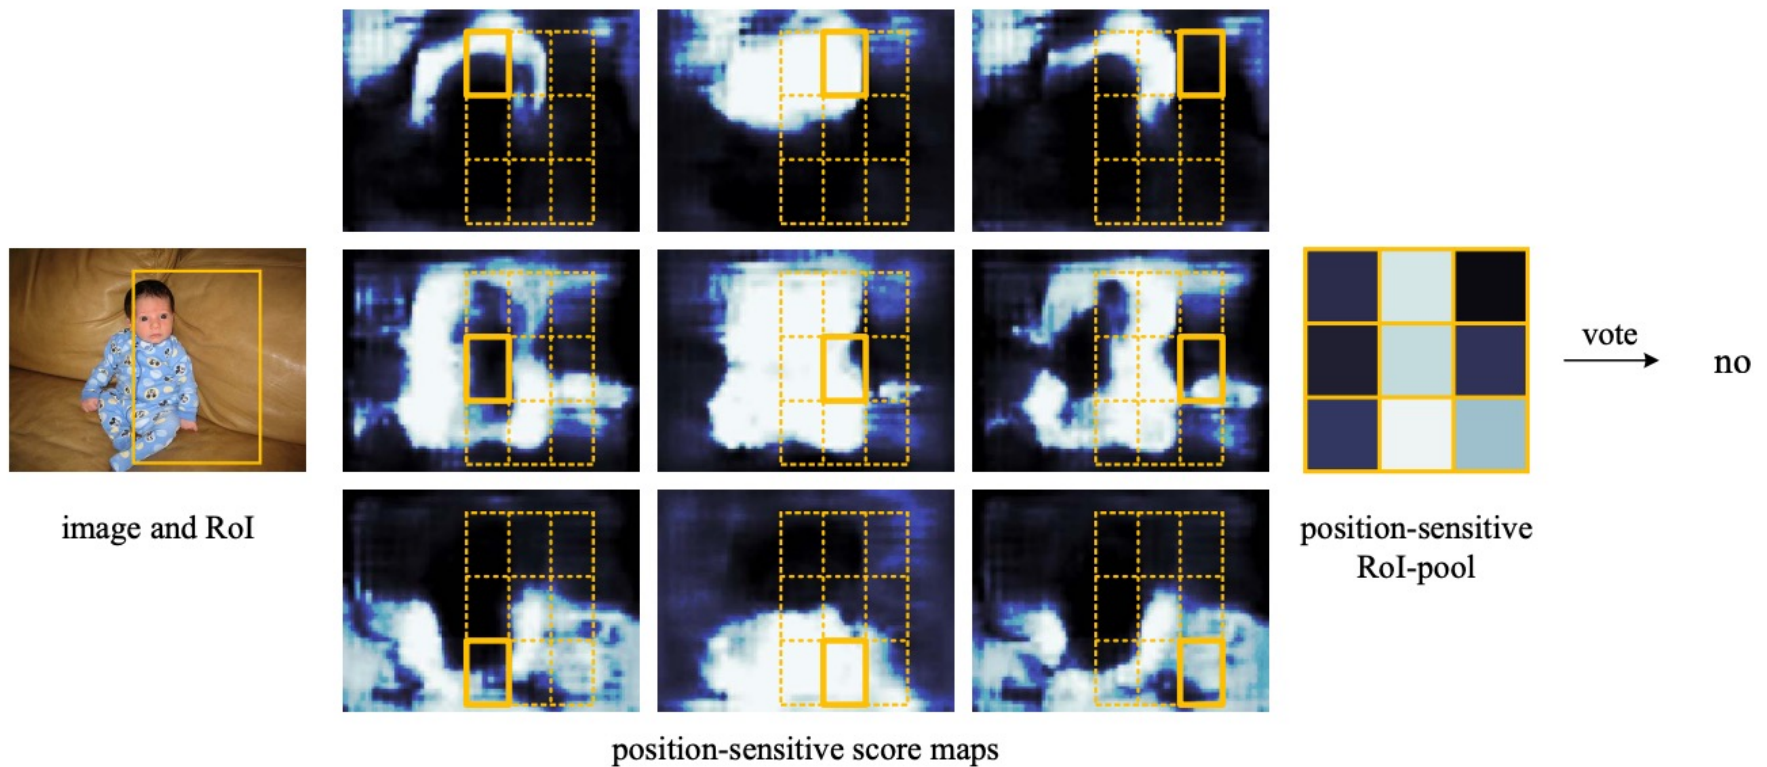 image and RoI
position-sensitive score maps
position-sensitive
RoI-pool
vote
no